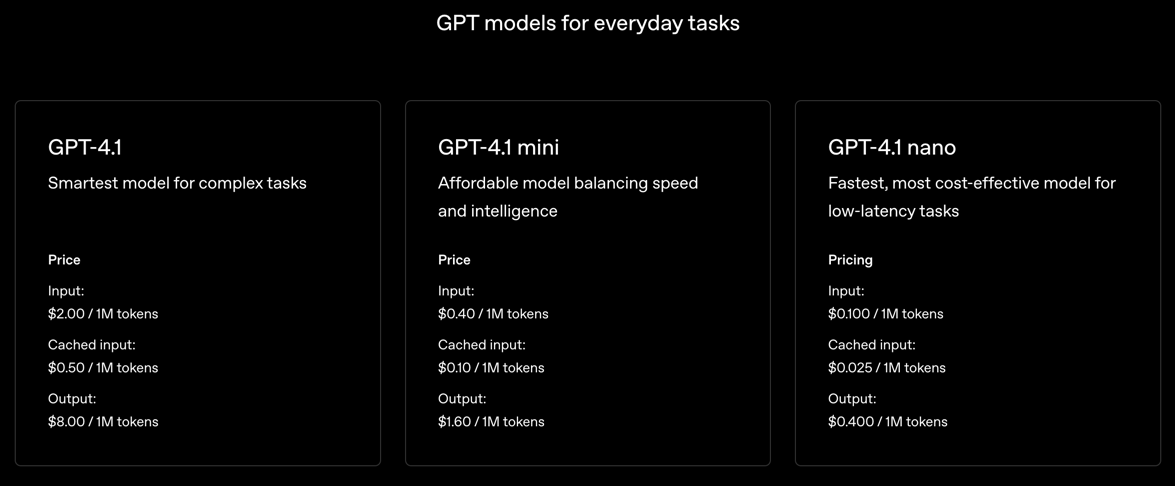 GPT models for everyday tasks
GPT-4.1
Smartest model for complex tasks
Price
Input:
$2.00 / 1M tokens
Cached input:
$0.50 / 1M tokens
Output:
$8.00 / 1M tokens
GPT-4.1 mini
Affordable model balancing speed
and intelligence
Price
Input:
$0.40 / 1M tokens
Cached input:
$0.10 / 1M tokens
Output:
$1.60 / 1M tokens
GPT-4.1 nano
Fastest, most cost-effective model for
low-latency tasks
Pricing
Input:
$0.100 / 1M tokens
Cached input:
$0.025 / 1M tokens
Output:
$0.400 / 1M tokens